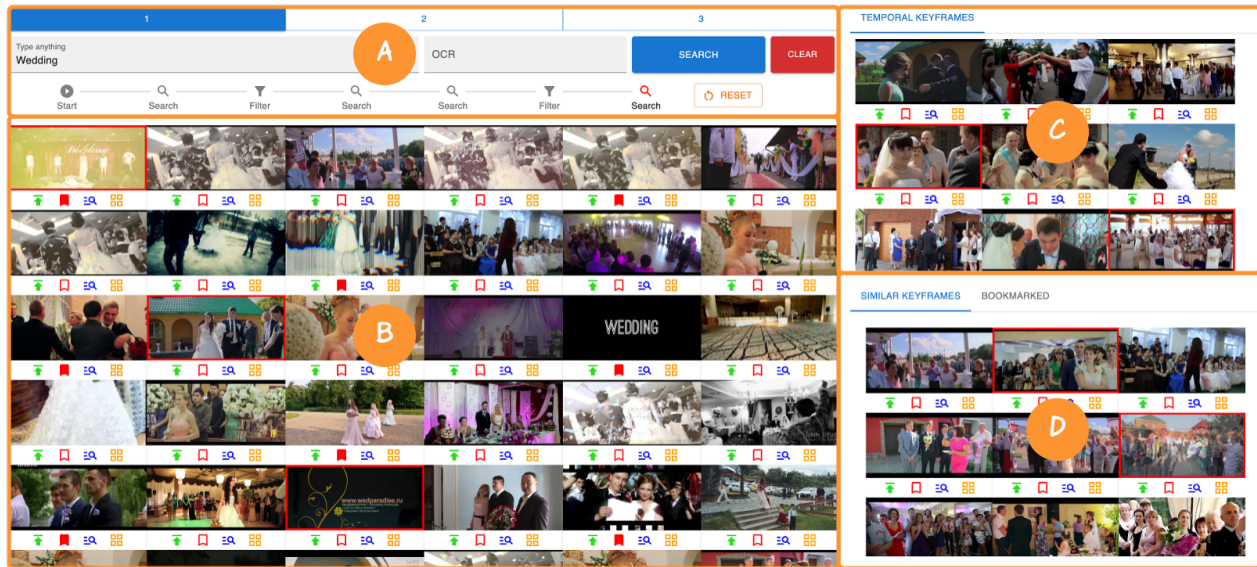 1 2 3
Type anything
Wedding
OCR
SEARCH
CLEAR
A
Start Search Filter Search Search Filter Search
RESET
TEMPORAL KEYFRAMES
C
Wedding
B
WEDDING
www.wedparadise.ru
SIMILAR KEYFRAMES BOOKMARKED
D